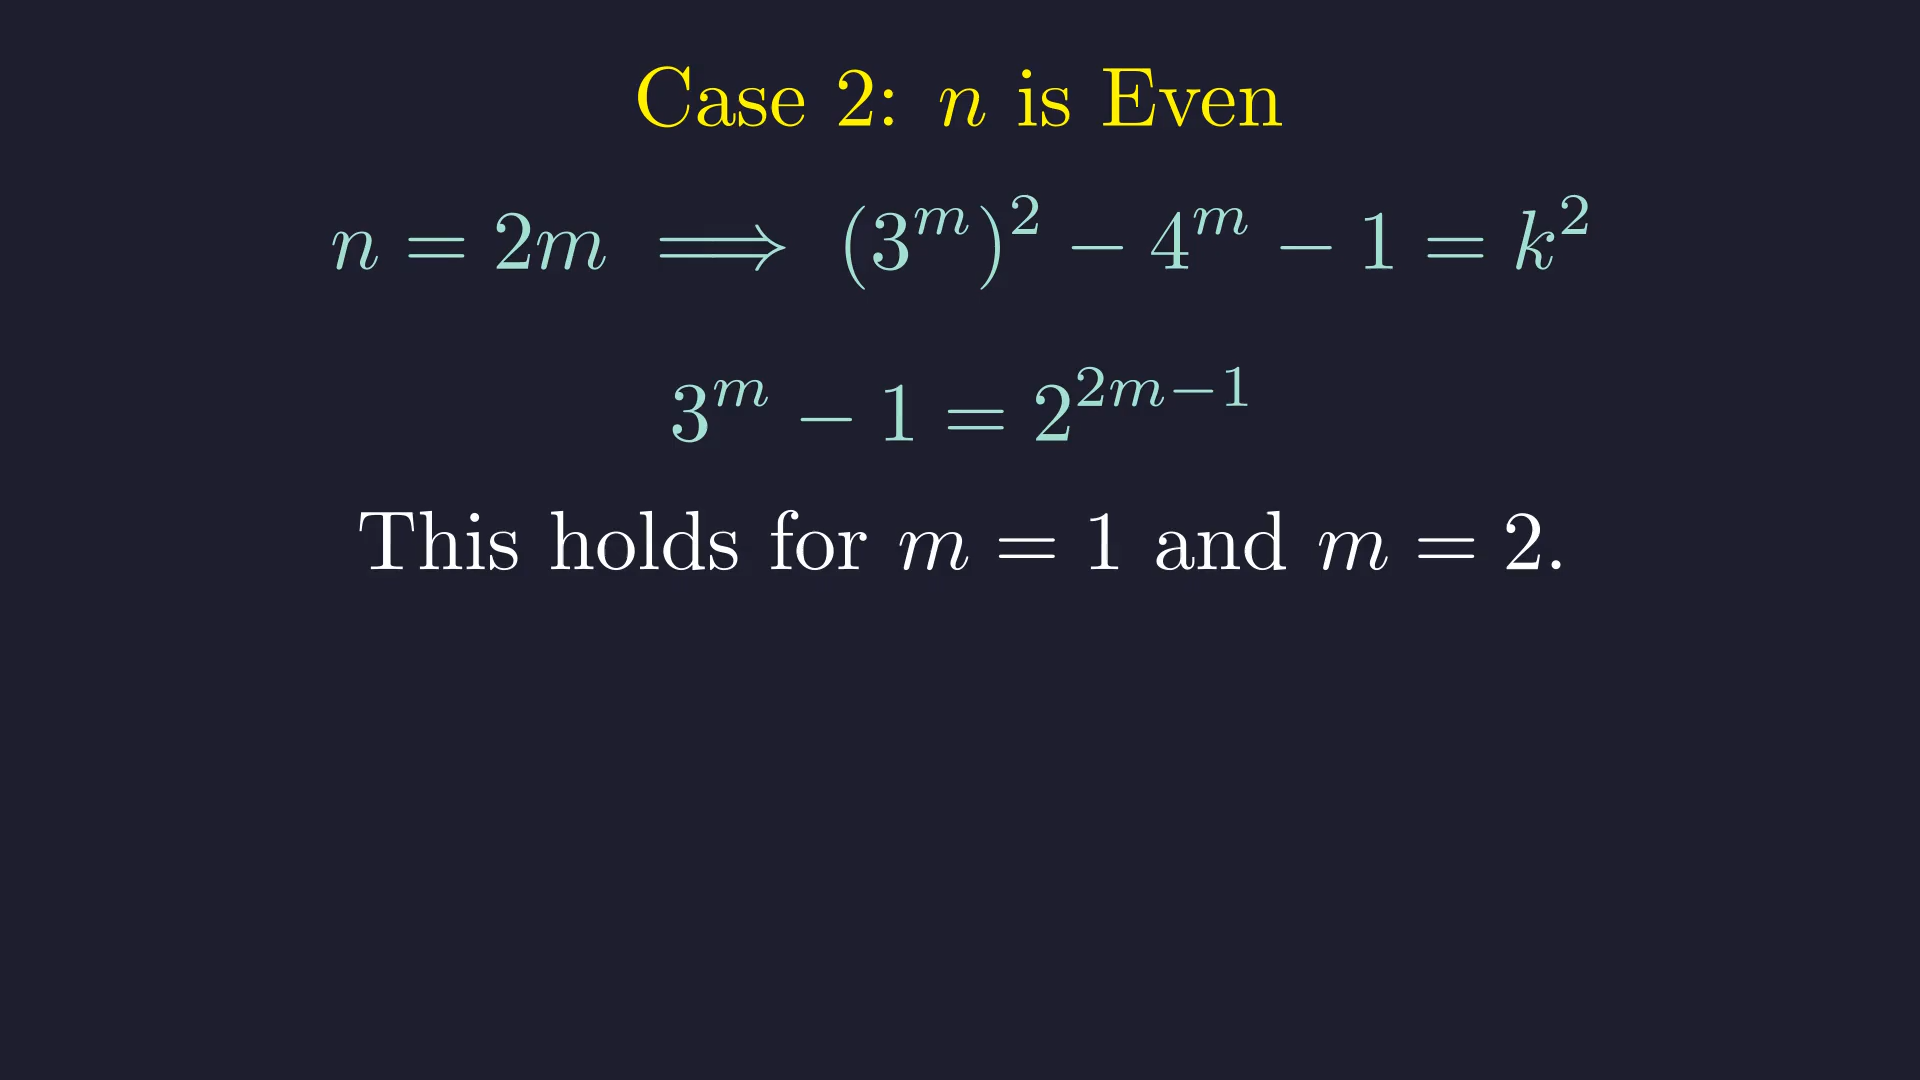 Case 2: n is Even
n = 2m ⟹ (3^m)^2 − 4^m − 1 = k^2
3^m − 1 = 2^{2m−1}
This holds for m = 1 and m = 2.